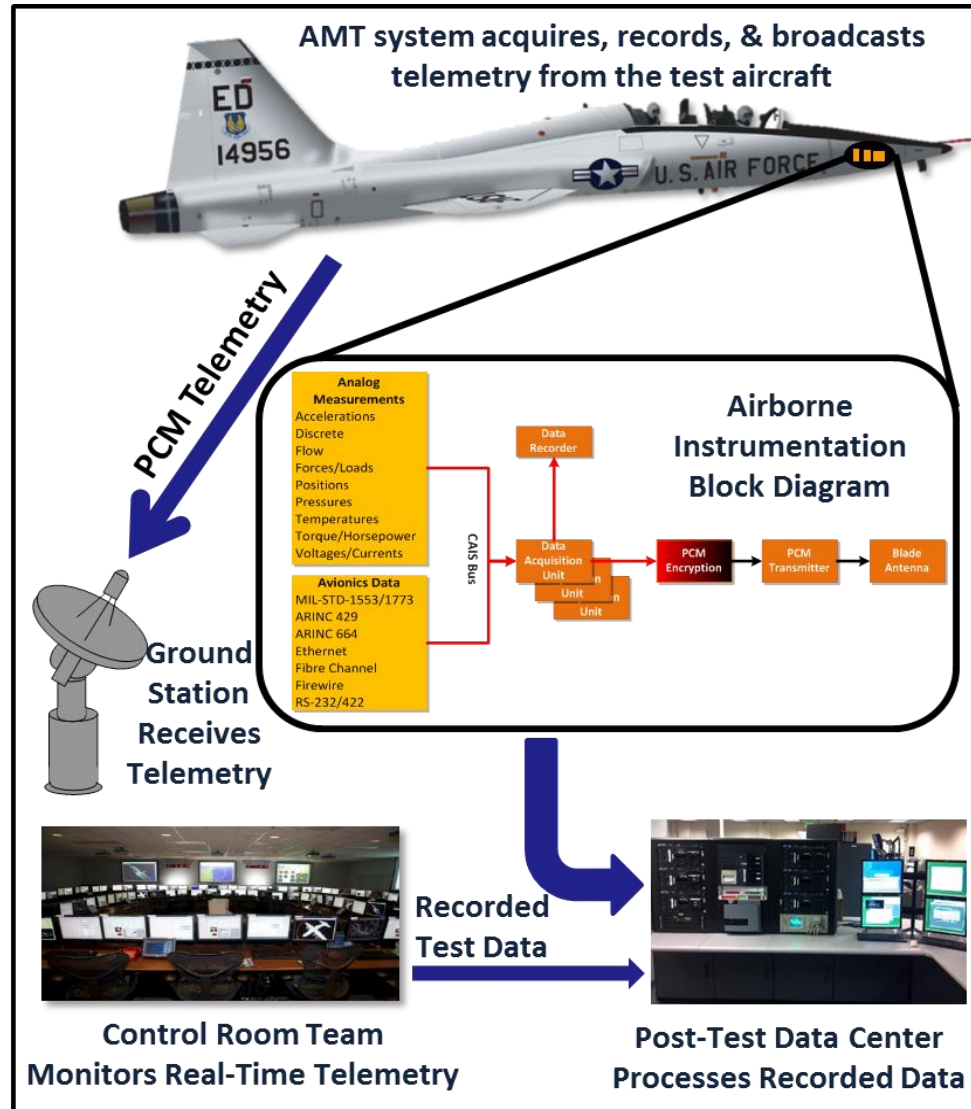 AMT system acquires, records, & broadcasts
telemetry from the test aircraft
ED
14956
U.S. AIR FORCE
PCM Telemetry
Airborne
Instrumentation
Block Diagram
Analog
Measurements
Accelerations
Discrete
Flow
Forces/Loads
Positions
Pressures
Temperatures
Torque/Horsepower
Voltages/Currents
Avionics Data
MIL-STD-1553/1773
ARINC 429
ARINC 664
Ethernet
Fibre Channel
Firewire
RS-232/422
CAIS Bus
Data
Recorder
Data
Acquisition
Unit
Unit
Unit
PCM
Encryption
PCM
Transmitter
Blade
Antenna
Ground
Station
Receives
Telemetry
Recorded
Test Data
Control Room Team
Monitors Real-Time Telemetry
Post-Test Data Center
Processes Recorded Data